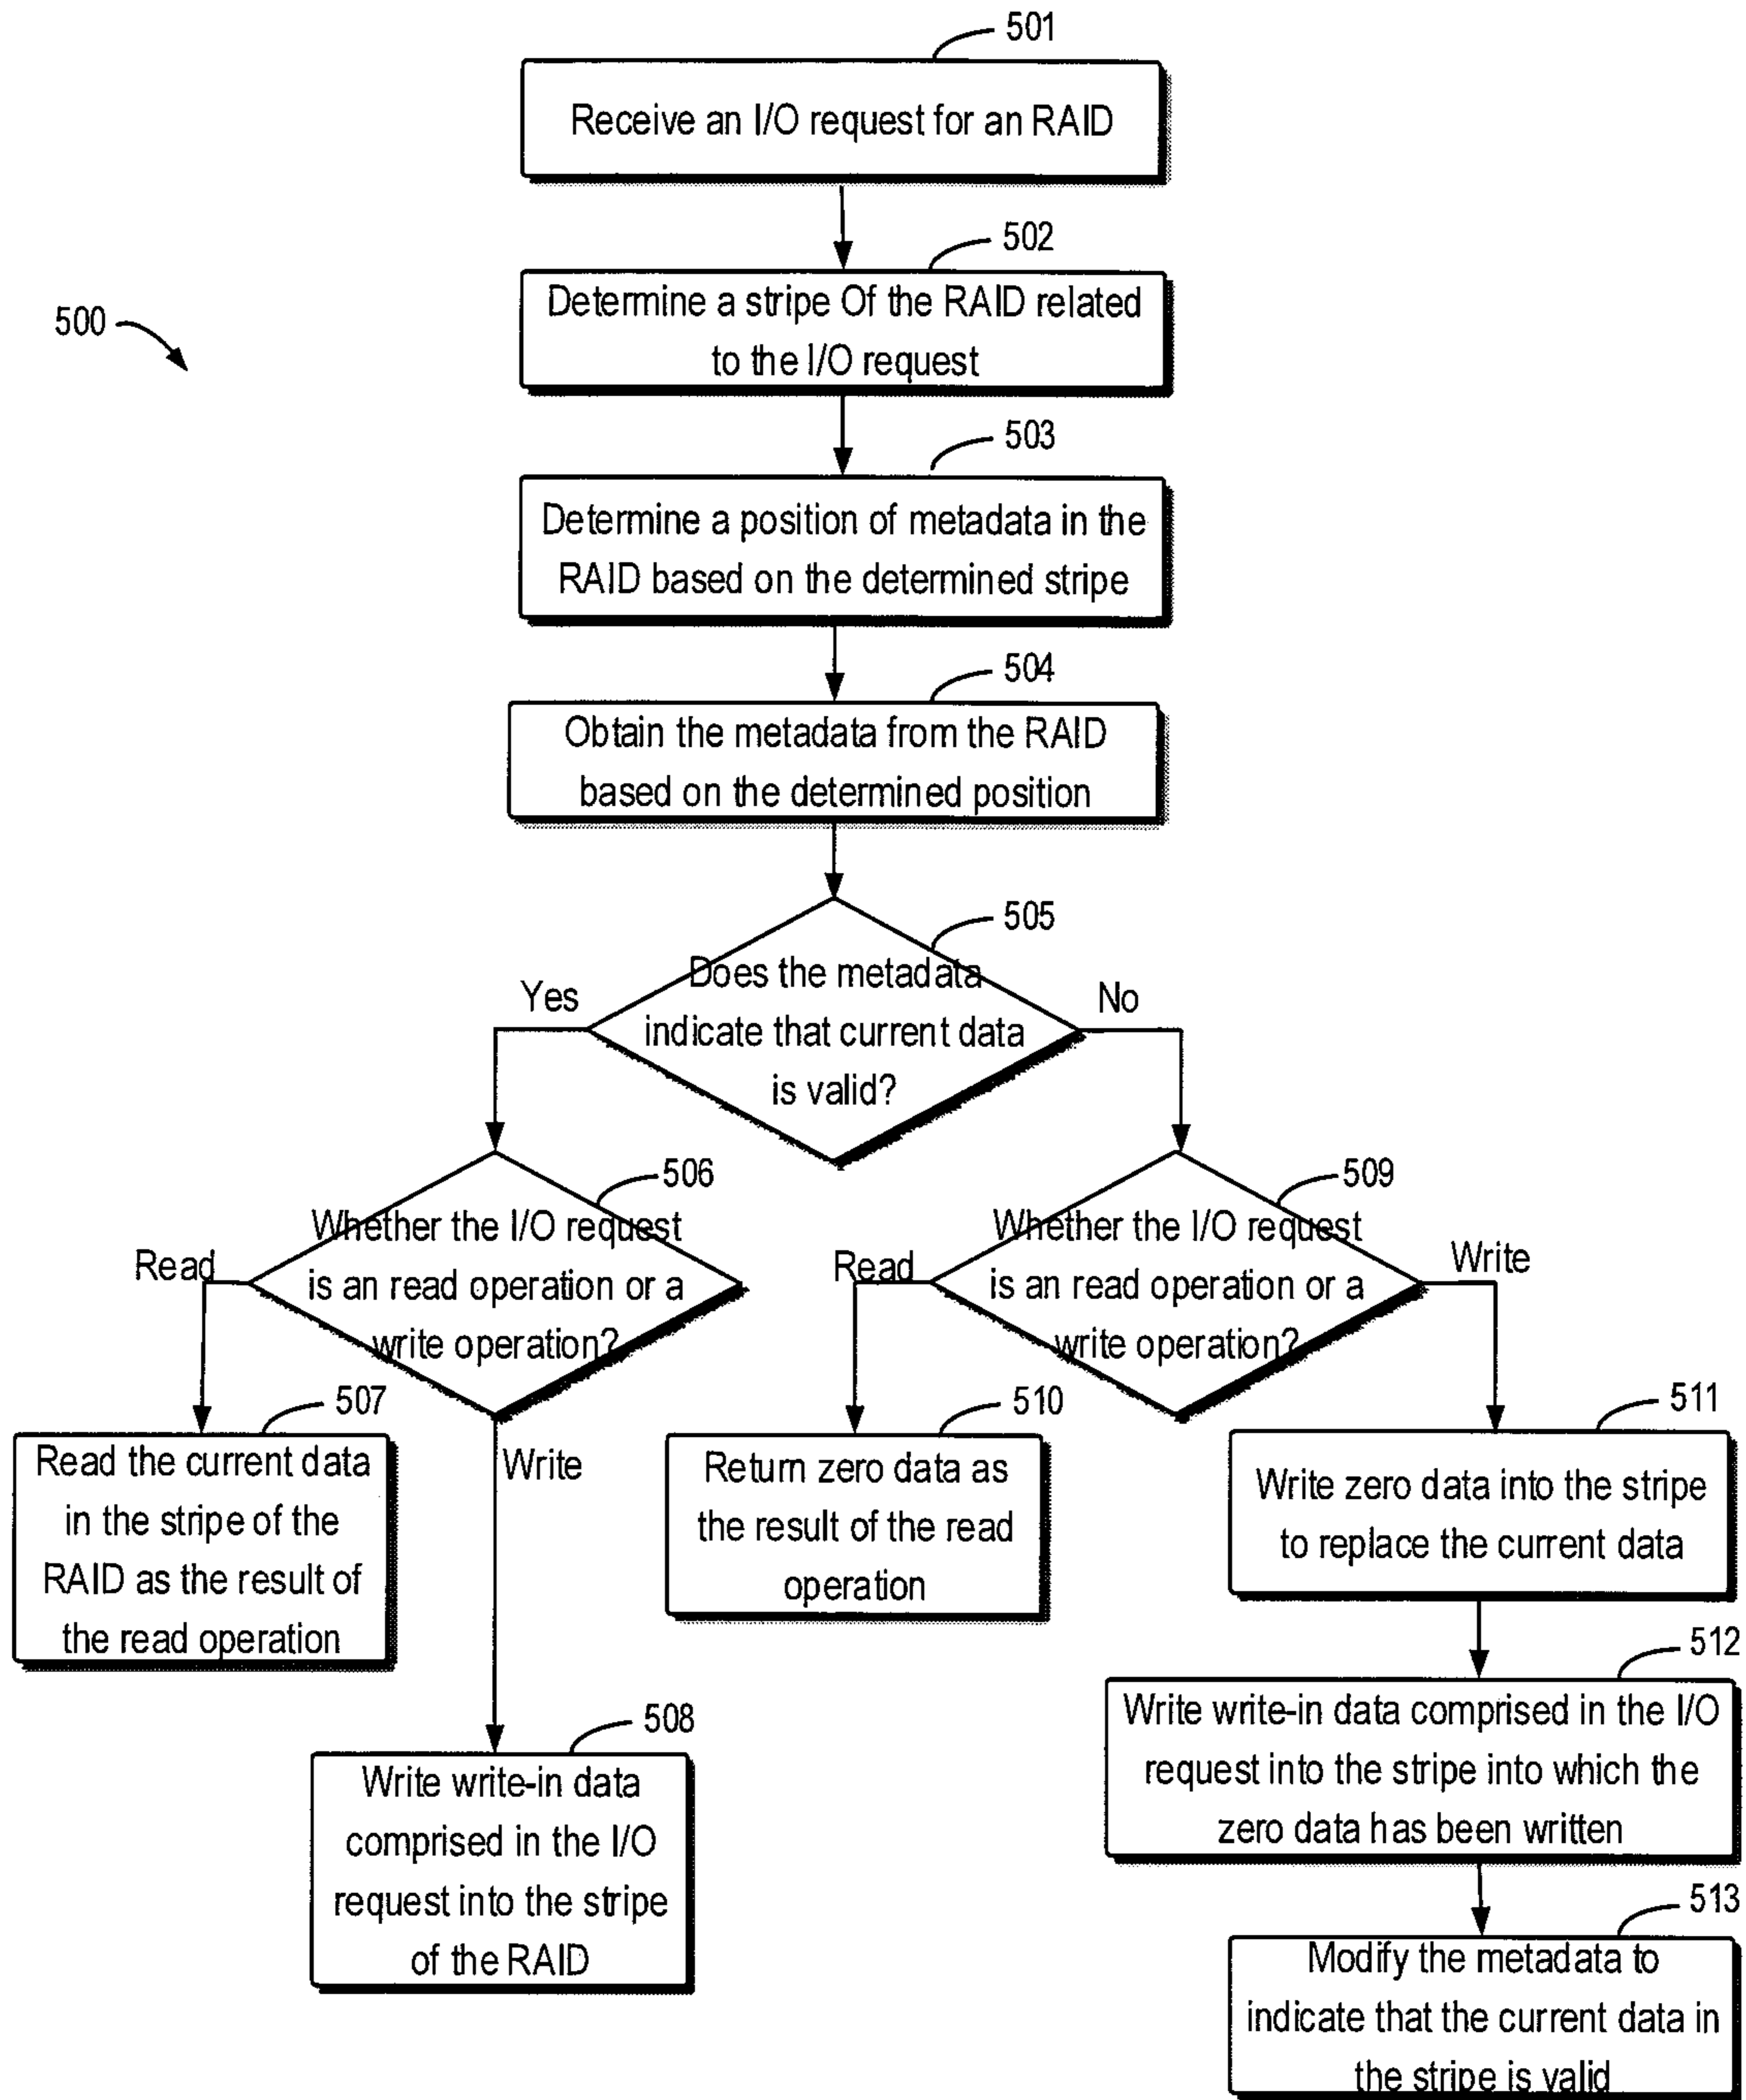 501
Receive an I/O request for an RAID
502
Determine a stripe Of the RAID related
to the I/O request
500
503
Determine a position of metadata in the
RAID based on the determined stripe
504
Obtain the metadata from the RAID
based on the determined position
505
Does the metadata
indicate that current data
is valid?
Yes
No
506
Whether the I/O request
is an read operation or a
write operation?
Read
Write
509
Whether the I/O request
is an read operation or a
write operation?
Read
Write
507
Read the current data
in the stripe of the
RAID as the result of
the read operation
510
Return zero data as
the result of the read
operation
511
Write zero data into the stripe
to replace the current data
512
Write write-in data comprised in the I/O
request into the stripe into which the
zero data has been written
508
Write write-in data
comprised in the I/O
request into the stripe
of the RAID
513
Modify the metadata to
indicate that the current data in
the stripe is valid